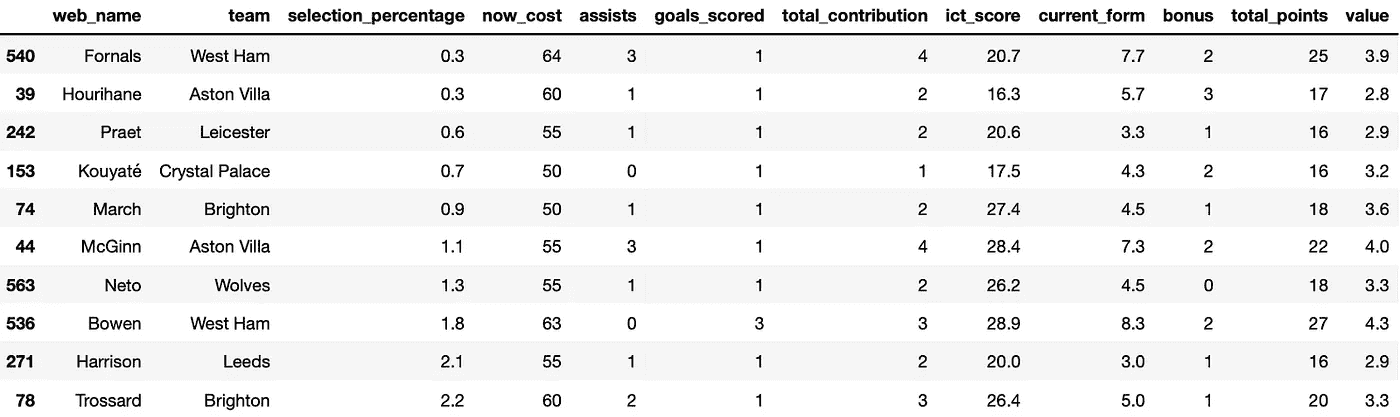 web_name team selection_percentage now_cost assists goals_scored total_contribution ict_score current_form bonus total_points value
540 Fornals West Ham 0.3 64 3 1 4 20.7 7.7 2 25 3.9
39 Hourihane Aston Villa 0.3 60 1 1 2 16.3 5.7 3 17 2.8
242 Praet Leicester 0.6 55 1 1 2 20.6 3.3 1 16 2.9
153 Kouyaté Crystal Palace 0.7 50 0 1 1 17.5 4.3 2 16 3.2
74 March Brighton 0.9 50 1 1 2 27.4 4.5 1 18 3.6
44 McGinn Aston Villa 1.1 55 3 1 4 28.4 7.3 2 22 4.0
563 Neto Wolves 1.3 55 1 1 2 26.2 4.5 0 18 3.3
536 Bowen West Ham 1.8 63 0 3 3 28.9 8.3 2 27 4.3
271 Harrison Leeds 2.1 55 1 1 2 20.0 3.0 1 16 2.9
78 Trossard Brighton 2.2 60 2 1 3 26.4 5.0 1 20 3.3